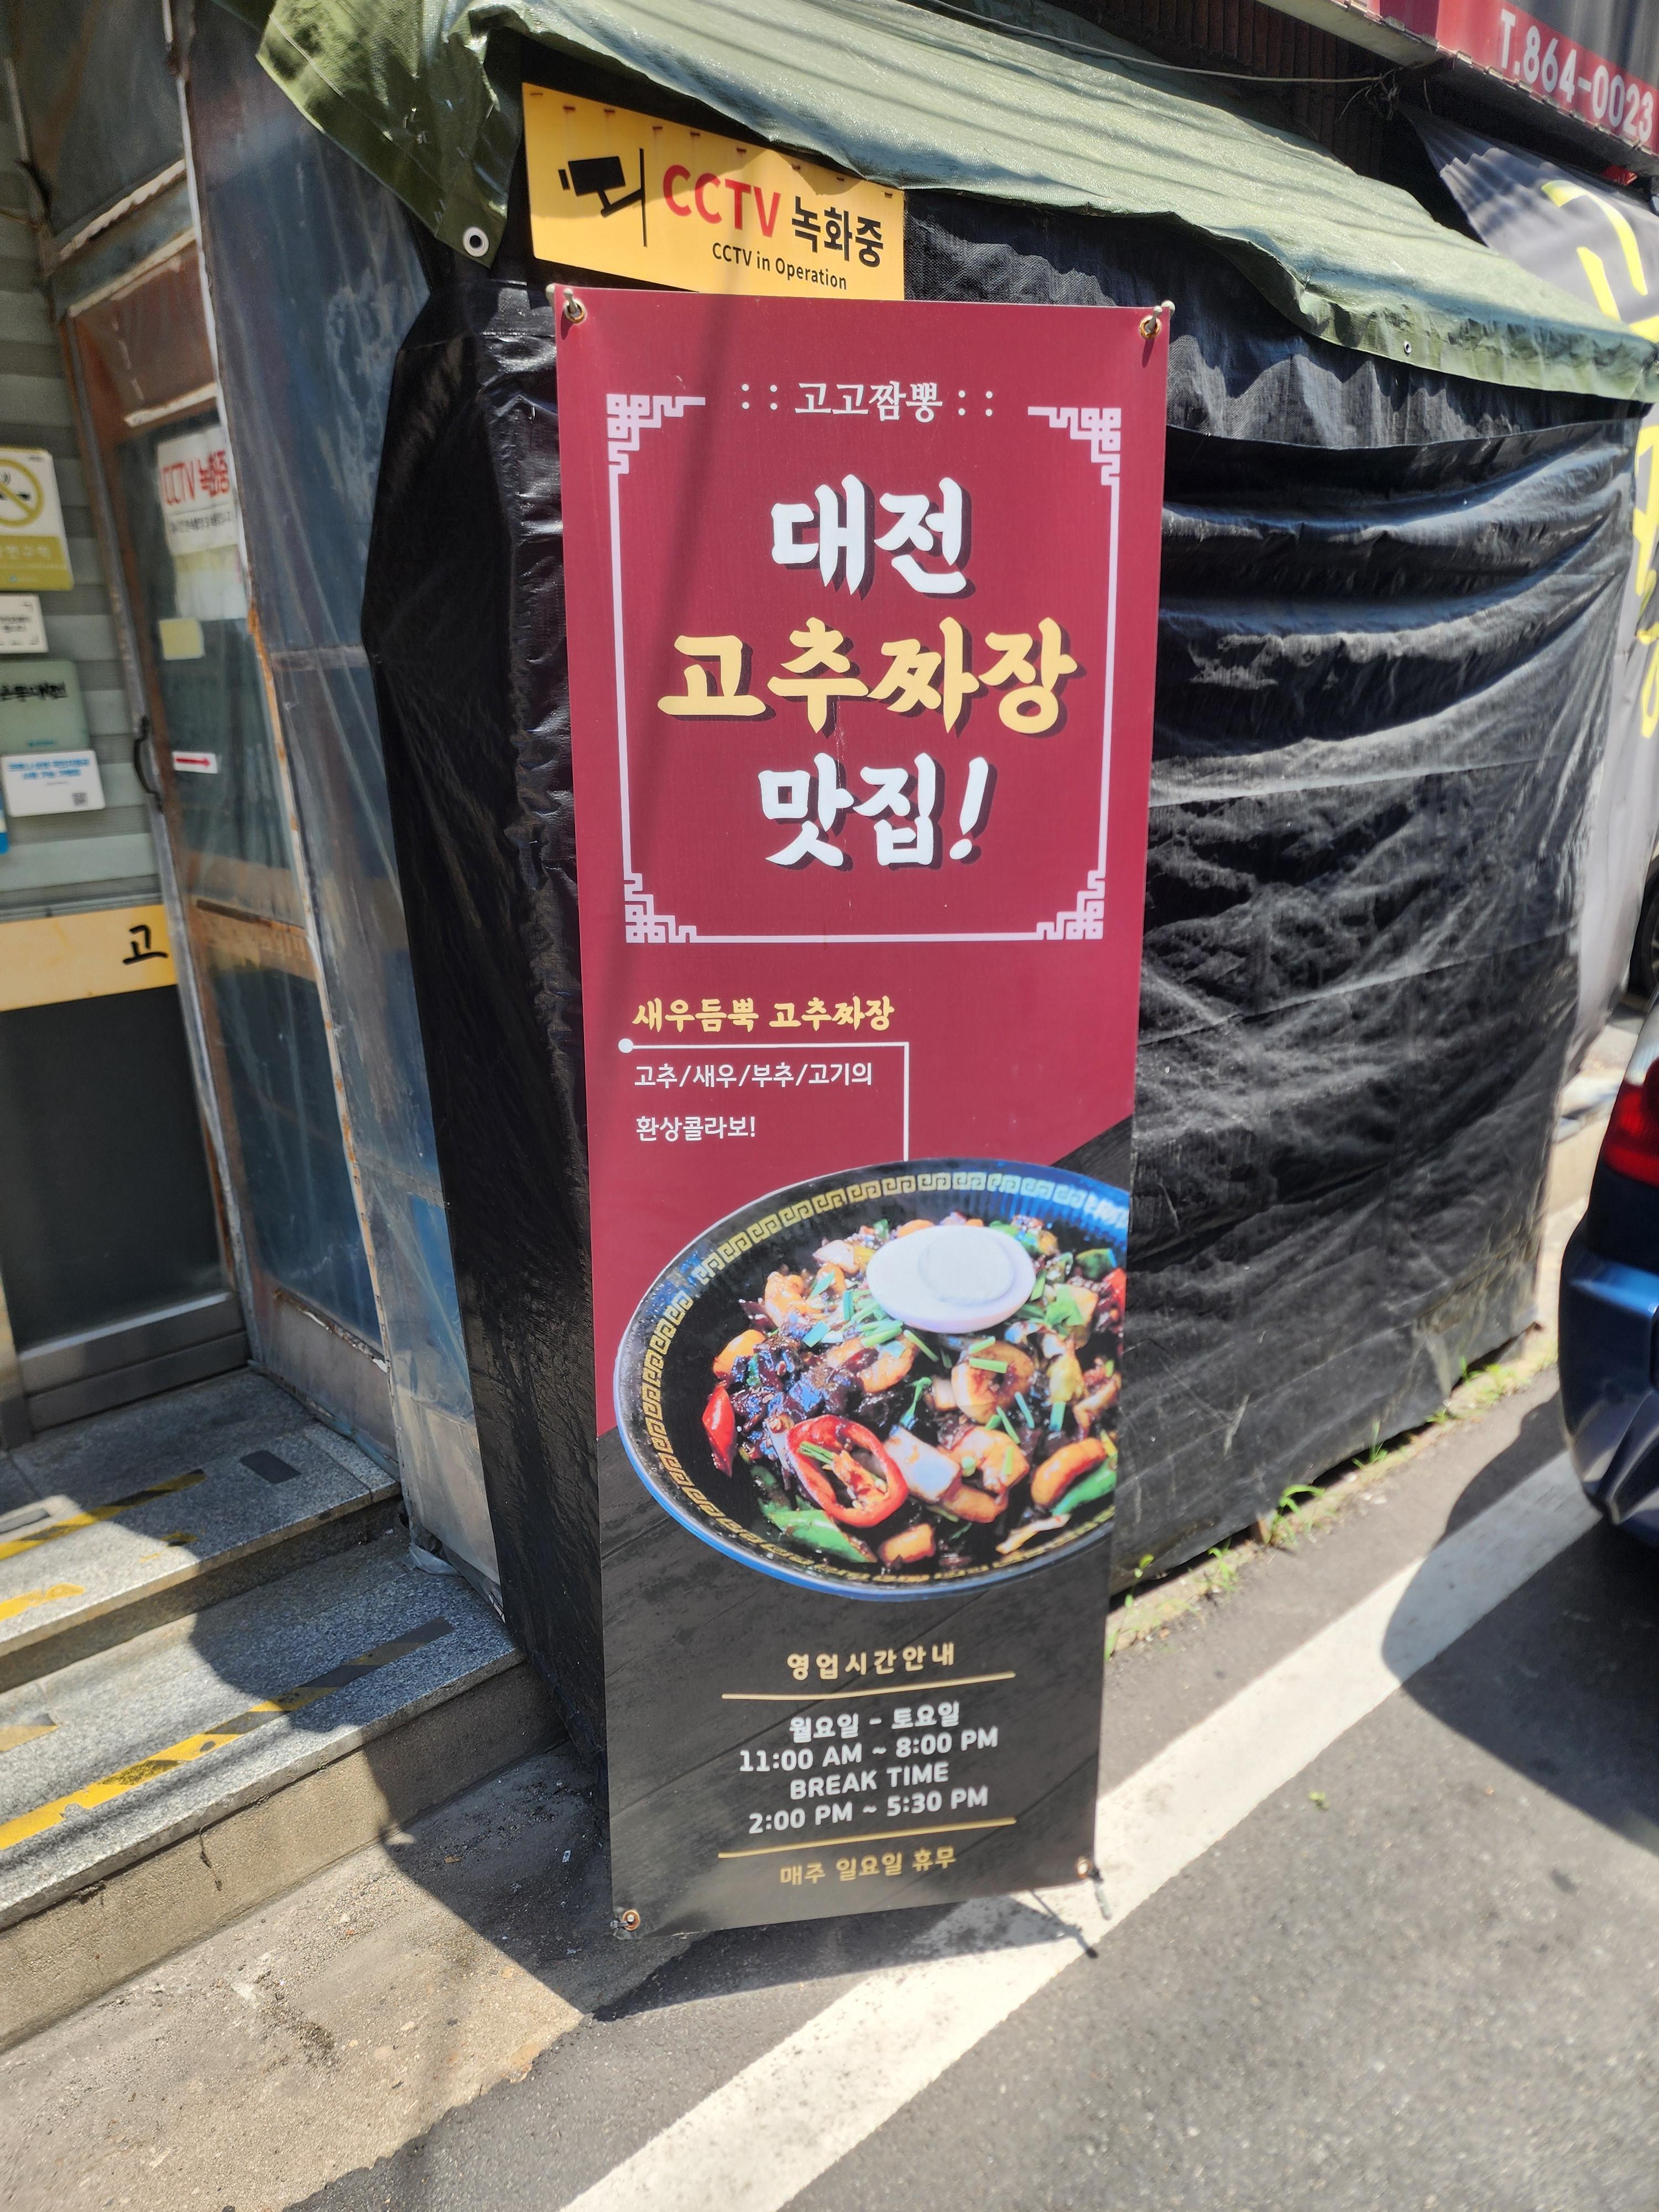 T.864-0023
CCTV 녹화중
CCTV in Operation
: : 고고짬뽕 : :
대전
고추짜장
맛집!
새우듬뿍 고추짜장
고추/새우/부추/고기의
환상콜라보!
영업시간안내
월요일 - 토요일
11:00 AM ~ 8:00 PM
BREAK TIME
2:00 PM ~ 5:30 PM
매주 일요일 휴무
CCTV 녹화중
고